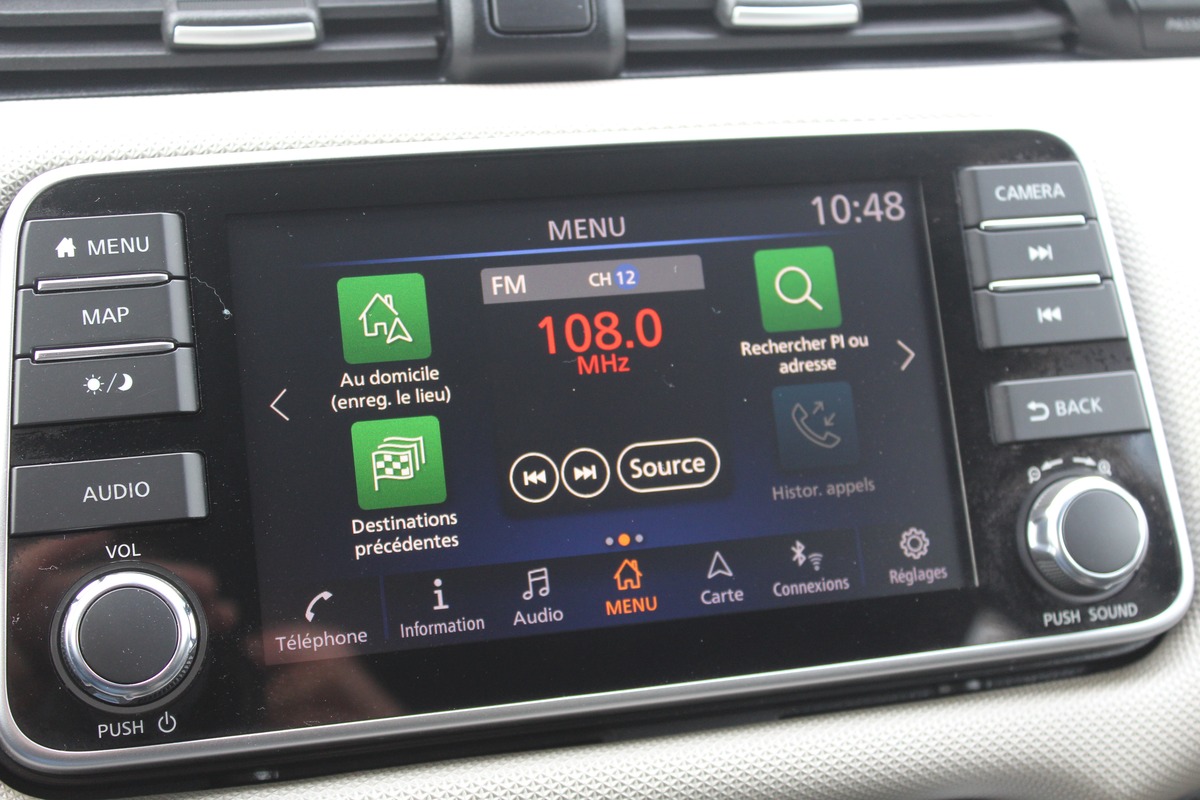 MENU
MAP
AUDIO
VOL
PUSH
MENU
10:48
Au domicile
(enreg. le lieu)
Destinations
précédentes
FM CH 12
108.0
MHz
Source
Rechercher PI ou
adresse
Histor. appels
Téléphone
Information
Audio
MENU
Carte
Connexions
Réglages
CAMERA
BACK
PUSH SOUND